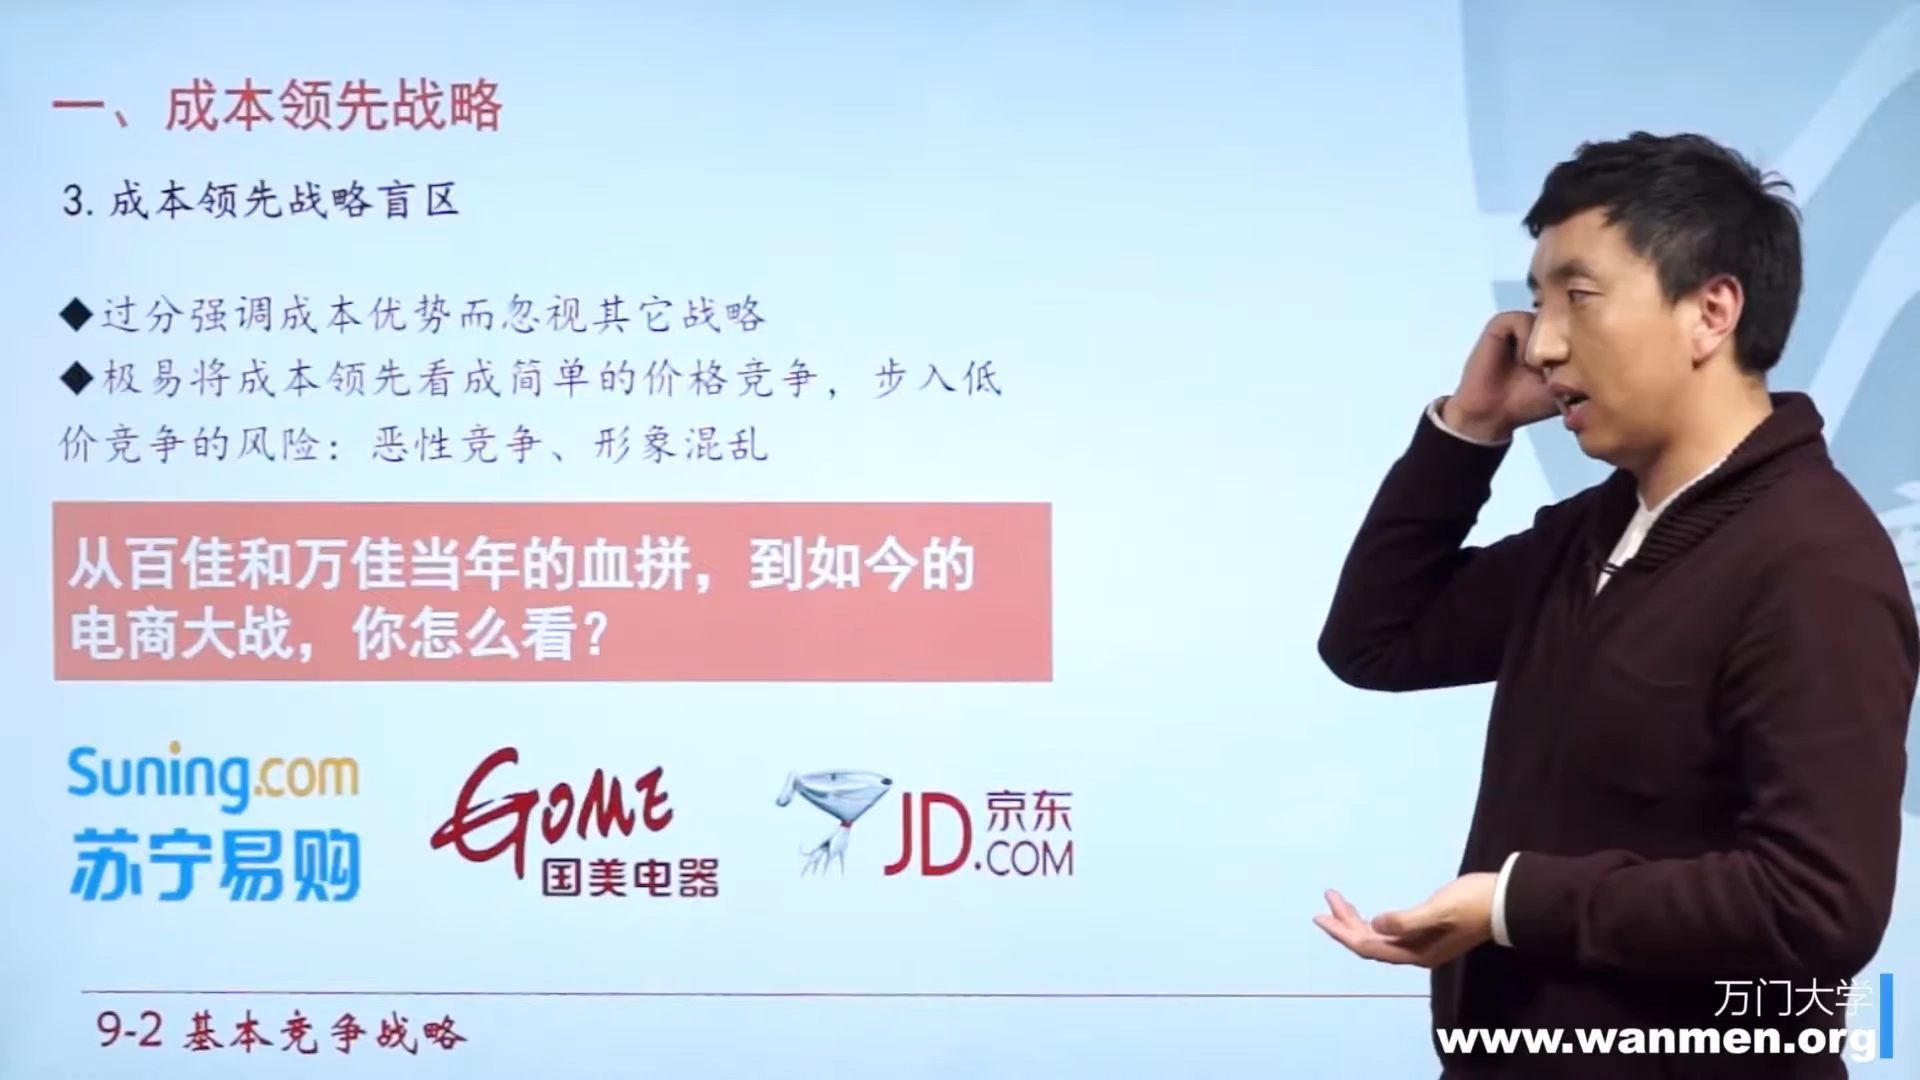 一、成本领先战略
3. 成本领先战略盲区
◆过分强调成本优势而忽视其它战略
◆极易将成本领先看成简单的价格竞争，步入低
价竞争的风险：恶性竞争、形象混乱
从百佳和万佳当年的血拼，到如今的
电商大战，你怎么看？
Suning.com
苏宁易购
GOME
国美电器
JD京东
.COM
9-2 基本竞争战略
万门大学
www.wanmen.org